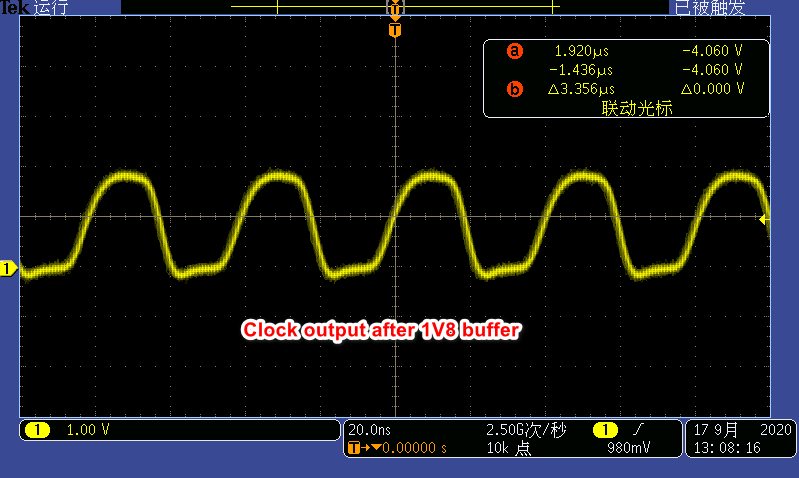 Tek 运行
已被触发
T
T
a 1.920μs -4.060 V
-1.436μs -4.060 V
b △3.356μs △0.000 V
联动光标
1
Clock output after 1V8 buffer
1 1.00 V
20.0ns 2.50G次/秒 1
T→▼0.00000 s 10k 点 980mV
17 9月 2020
13:08:16